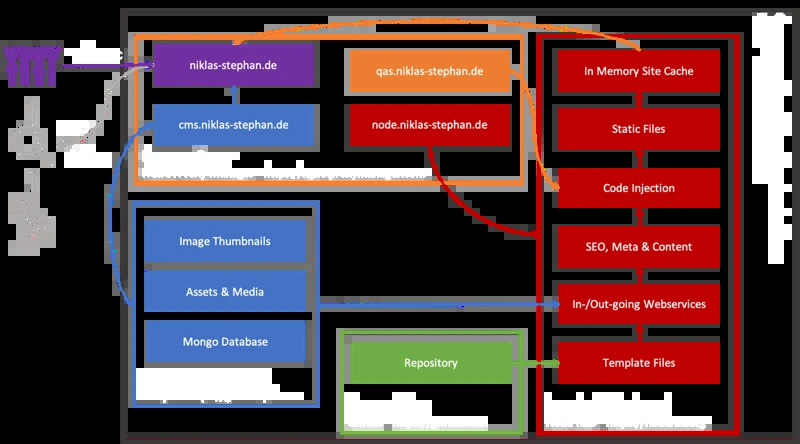 niklas-stephan.de
qas.niklas-stephan.de
cms.niklas-stephan.de
node.niklas-stephan.de
Image Thumbnails
Assets & Media
Mongo Database
Repository
In Memory Site Cache
Static Files
Code Injection
SEO, Meta & Content
In-/Out-going Webservices
Template Files